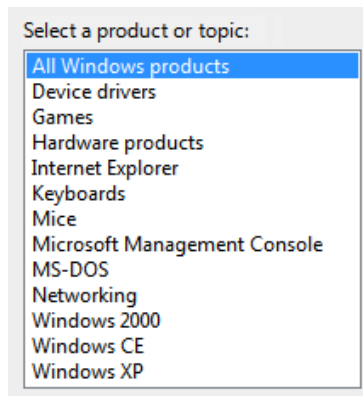 Select a product or topic:
All Windows products
Device drivers
Games
Hardware products
Internet Explorer
Keyboards
Mice
Microsoft Management Console
MS-DOS
Networking
Windows 2000
Windows CE
Windows XP